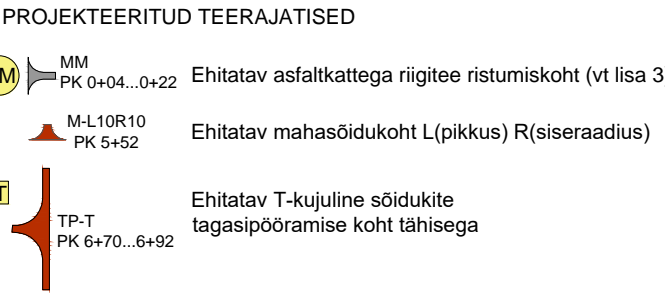 PROJEKTEERITUD TEERAJATISED
M
MM
PK 0+04...0+22
Ehitatav asfaltkattega riigitee ristumiskoht (vt lisa 3
M-L10R10
PK 5+52
Ehitatav mahasõidukoht L(pikkus) R(siseraadius)
T
TP-T
PK 6+70...6+92
Ehitatav T-kujuline sõidukite
tagasipööramise koht tähisega